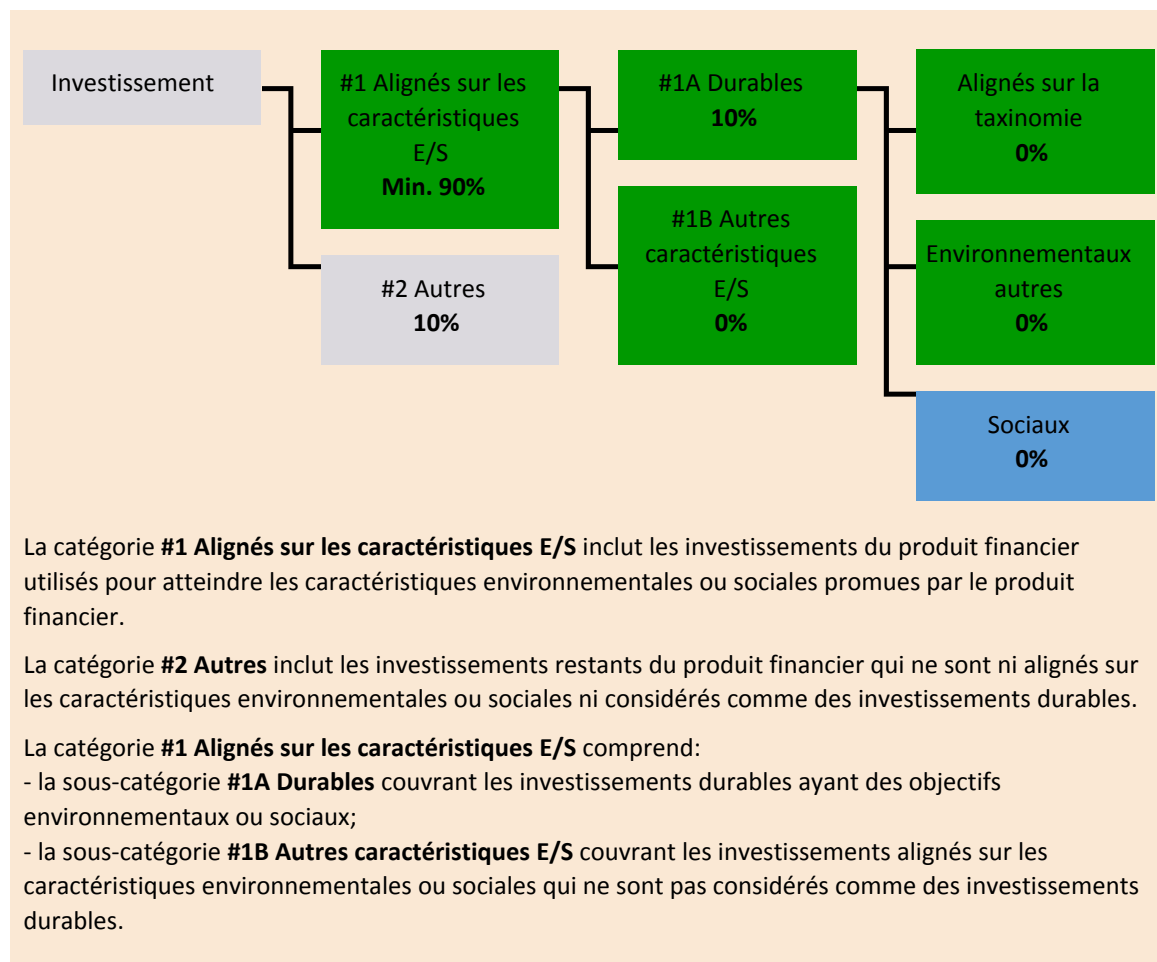 Investissement
#1 Alignés sur les
caractéristiques
E/S
Min. 90%
#2 Autres
10%
#1A Durables
10%
#1B Autres
caractéristiques
E/S
0%
Alignés sur la
taxinomie
0%
Environnementaux
autres
0%
Sociaux
0%
La catégorie #1 Alignés sur les caractéristiques E/S inclut les investissements du produit financier
utilisés pour atteindre les caractéristiques environnementales ou sociales promues par le produit
financier.
La catégorie #2 Autres inclut les investissements restants du produit financier qui ne sont ni alignés sur
les caractéristiques environnementales ou sociales ni considérés comme des investissements durables.
La catégorie #1 Alignés sur les caractéristiques E/S comprend:
- la sous-catégorie #1A Durables couvrant les investissements durables ayant des objectifs
environnementaux ou sociaux;
- la sous-catégorie #1B Autres caractéristiques E/S couvrant les investissements alignés sur les
caractéristiques environnementales ou sociales qui ne sont pas considérés comme des investissements
durables.